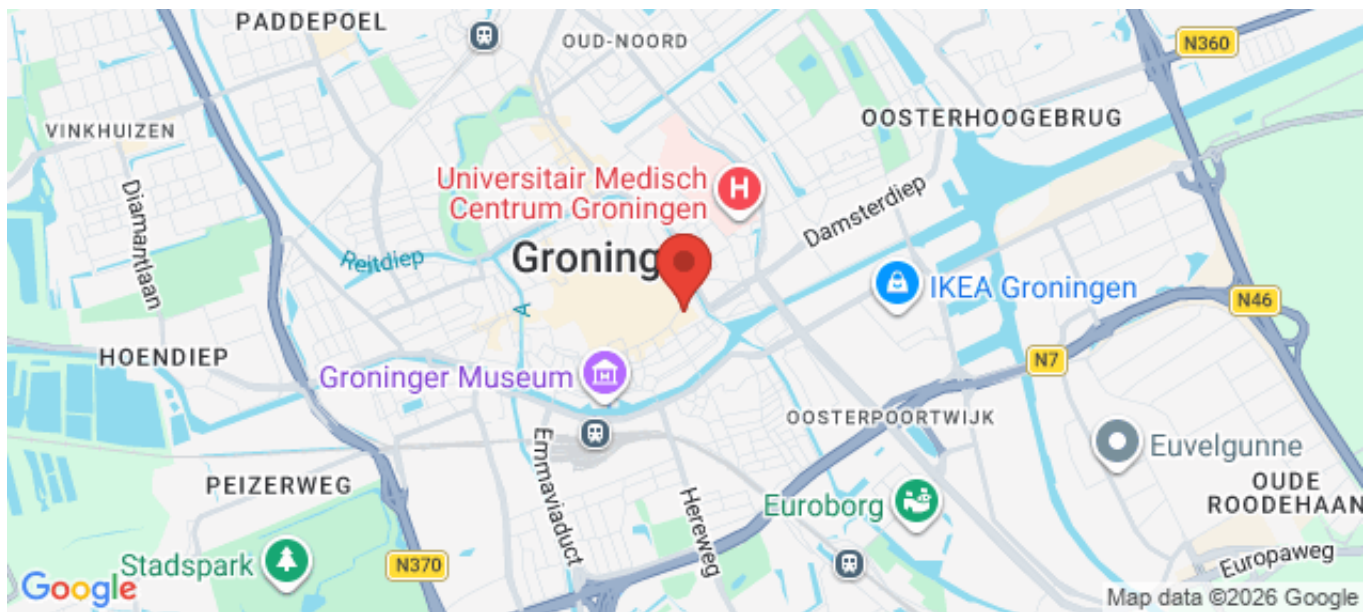 PADDEPOEL
OUD-NOORD
N360
VINKHUIZEN
OOSTERHOOGEBRUG
Diamantlaan
Universitair Medisch
Centrum Groningen
H
Damsterdiep
Reitdiep
Groning
IKEA Groningen
A
N46
HOENDIEP
N7
Groninger Museum
OOSTERPOORTWIJK
Emmaviaduct
Euvelgunne
PEIZERWEG
Hereweg
Euroborg
OUDE
ROODEHAAN
Stadspark
N370
Europaweg
Google
Map data ©2026 Google